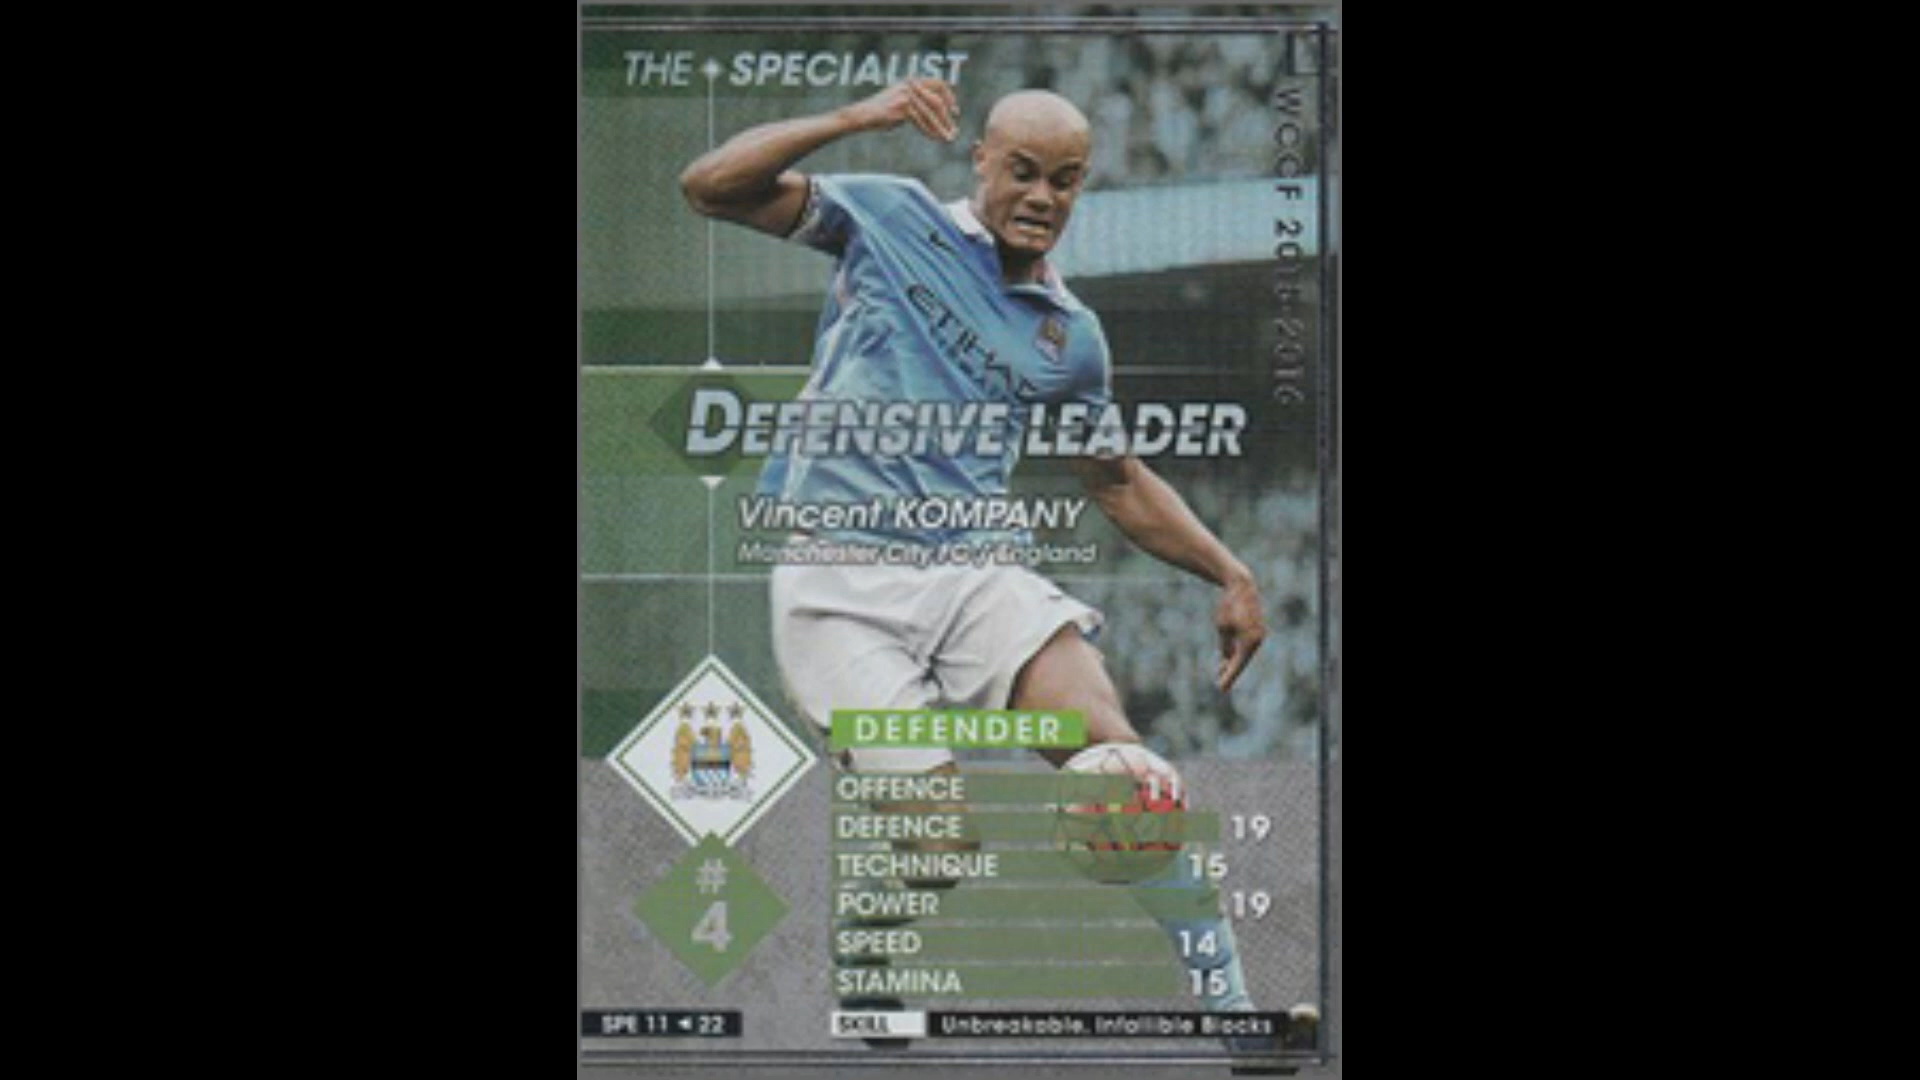 THE SPECIALIST
WCCF 2015-2016
ETIHAD
DEFENSIVE LEADER
Vincent KOMPANY
Manchester City FC / England
DEFENDER
OFFENCE 11
DEFENCE 19
TECHNIQUE 15
POWER 19
SPEED 14
STAMINA 15
#
4
SPE 11 ◄ 22
SKILL Unbreakable, Infallible Blocks